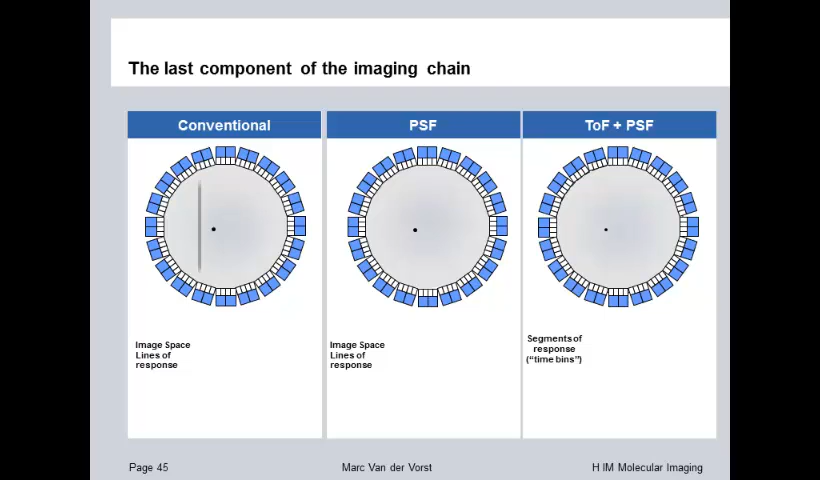 The last component of the imaging chain
Conventional
PSF
ToF + PSF
Image Space
Lines of
response
Image Space
Lines of
response
Segments of
response
("time bins")
Page 45
Marc Van der Vorst
H IM Molecular Imaging